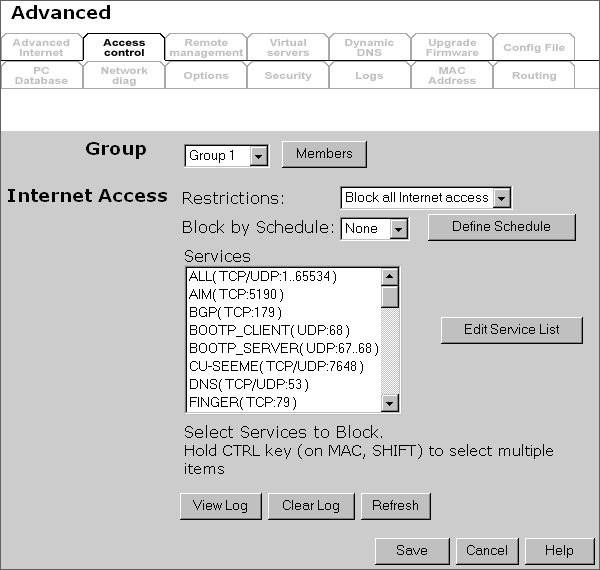 Advanced
Advanced Internet
Access control
Remote management
Virtual servers
Dynamic DNS
Upgrade Firmware
Config File
PC Database
Network diag
Options
Security
Logs
MAC Address
Routing
Group
Group 1
Members
Internet Access
Restrictions:
Block all Internet access
Block by Schedule:
None
Define Schedule
Services
ALL( TCP/UDP:1..65534 )
AIM( TCP:5190 )
BGP( TCP:179 )
BOOTP_CLIENT( UDP:68 )
BOOTP_SERVER( UDP:67..68 )
CU-SEEME( TCP/UDP:7648 )
DNS( TCP/UDP:53 )
FINGER( TCP:79 )
Edit Service List
Select Services to Block.
Hold CTRL key (on MAC, SHIFT) to select multiple
items
View Log
Clear Log
Refresh
Save
Cancel
Help